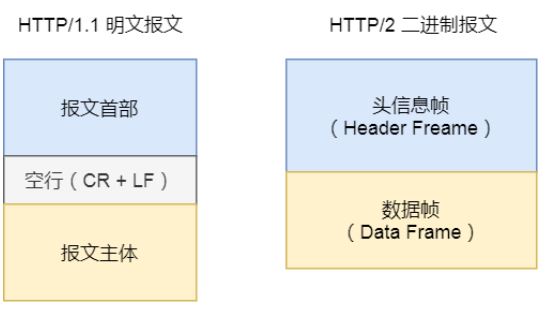 HTTP/1.1 明文报文
报文首部
空行（CR + LF）
报文主体
HTTP/2 二进制报文
头信息帧
（Header Freame）
数据帧
（Data Frame）